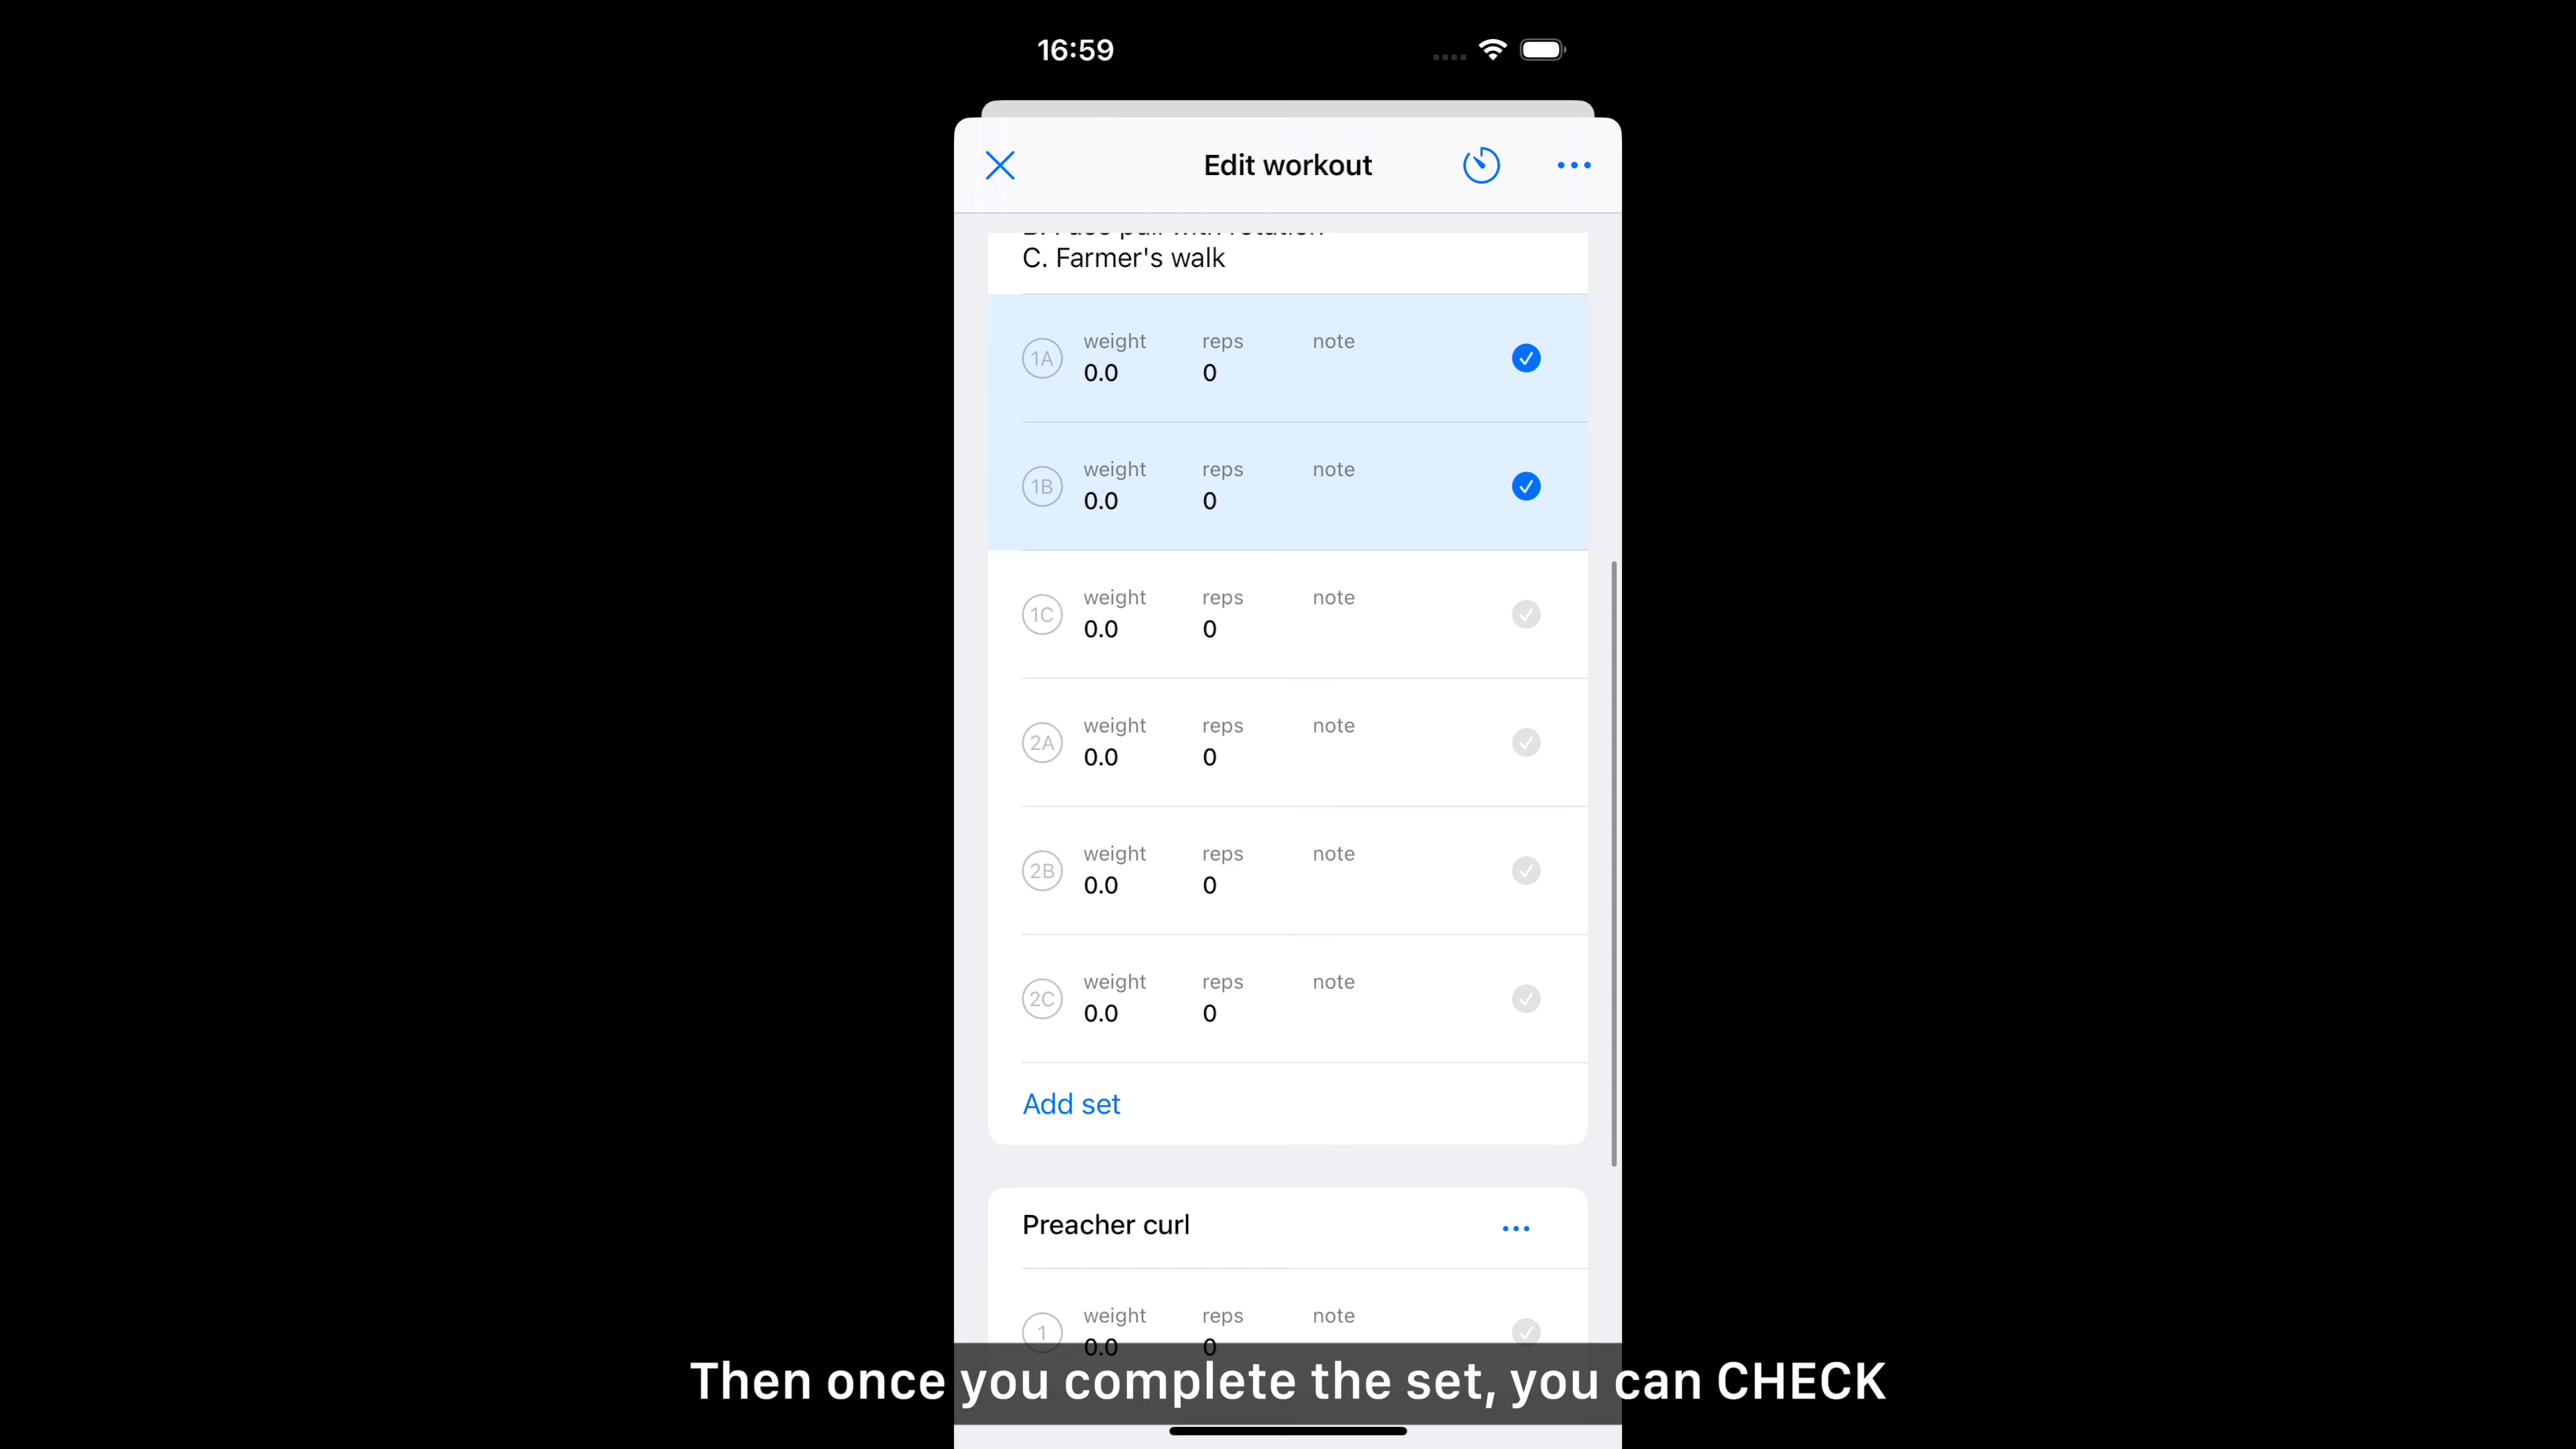 16:59
Edit workout
C. Farmer's walk
1A weight reps note
0.0 0
1B weight reps note
0.0 0
1C weight reps note
0.0 0
2A weight reps note
0.0 0
2B weight reps note
0.0 0
2C weight reps note
0.0 0
Add set
Preacher curl
1 weight reps note
0.0 0
Then once you complete the set, you can CHECK